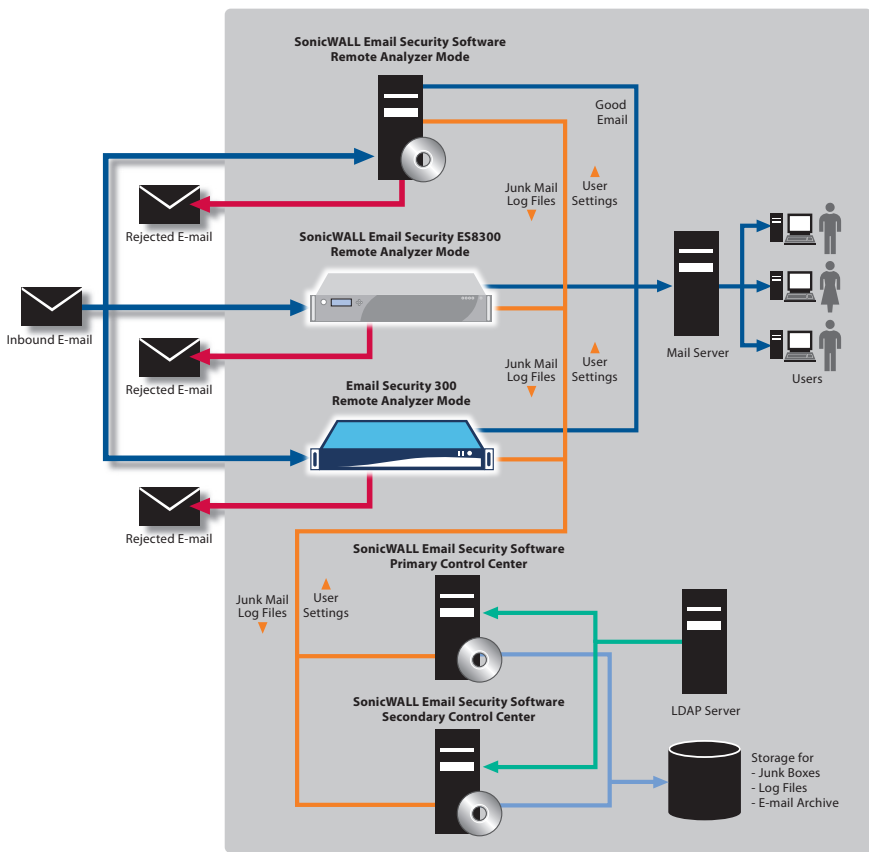 SonicWALL Email Security Software
Remote Analyzer Mode
Good
Email
Junk Mail
Log Files
User
Settings
Rejected E-mail
SonicWALL Email Security ES8300
Remote Analyzer Mode
Inbound E-mail
Mail Server
Users
Rejected E-mail
Junk Mail
Log Files
User
Settings
Email Security 300
Remote Analyzer Mode
Rejected E-mail
SonicWALL Email Security Software
Primary Control Center
Junk Mail
Log Files
User
Settings
LDAP Server
SonicWALL Email Security Software
Secondary Control Center
Storage for
- Junk Boxes
- Log Files
- E-mail Archive